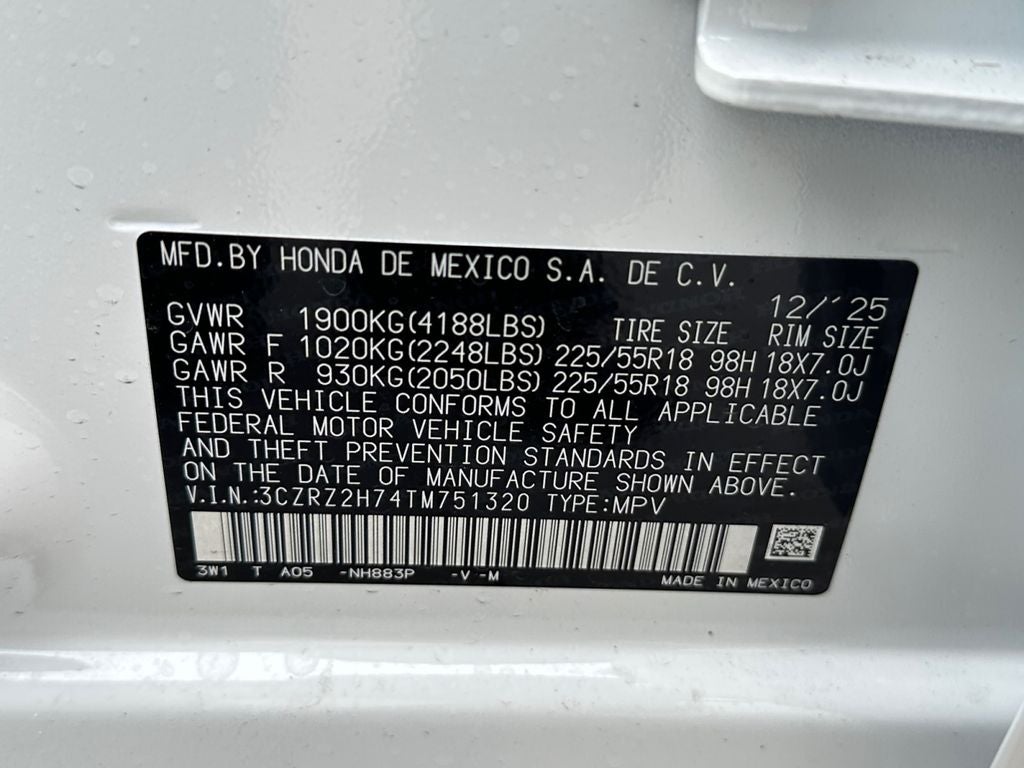 MFD.BY HONDA DE MEXICO S.A. DE C.V.
12/'25
GVWR 1900KG(4188LBS) TIRE SIZE RIM SIZE
GAWR F 1020KG(2248LBS) 225/55R18 98H 18X7.0J
GAWR R 930KG(2050LBS) 225/55R18 98H 18X7.0J
THIS VEHICLE CONFORMS TO ALL APPLICABLE
FEDERAL MOTOR VEHICLE SAFETY
AND THEFT PREVENTION STANDARDS IN EFFECT
ON THE DATE OF MANUFACTURE SHOWN ABOVE.
V.I.N.:3CZRZ2H74TM751320 TYPE:MPV
3W1 T A05 -NH883P -V -M MADE IN MEXICO